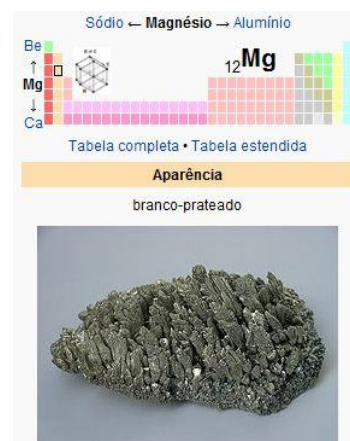 Sódio ← Magnésio → Alumínio
Be
↑
Mg
↓
Ca
12Mg
Tabela completa • Tabela estendida
Aparência
branco-prateado